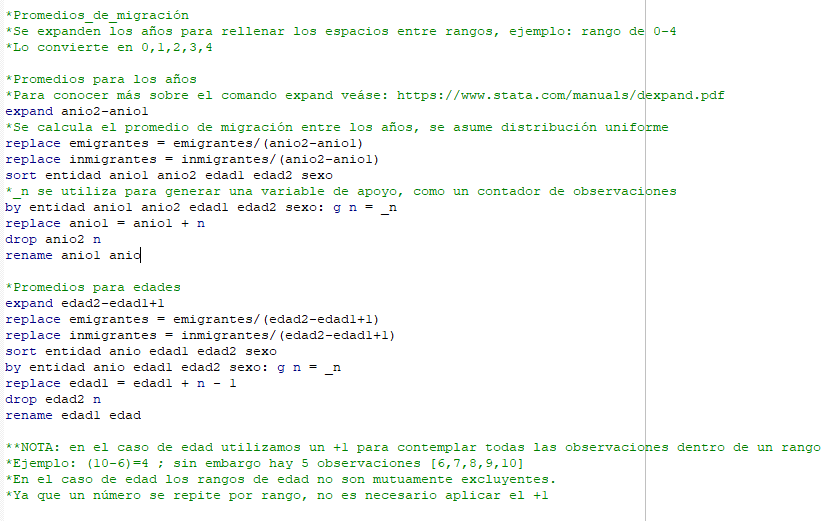 *Promedios_de_migración
*Se expanden los años para rellenar los espacios entre rangos, ejemplo: rango de 0-4
*Lo convierte en 0,1,2,3,4
*Promedios para los años
*Para conocer más sobre el comando expand veáse: https://www.stata.com/manuals/dexpand.pdf
expand anio2-anio1
*Se calcula el promedio de migración entre los años, se asume distribución uniforme
replace emigrantes = emigrantes/(anio2-anio1)
replace inmigrantes = inmigrantes/(anio2-anio1)
sort entidad anio1 anio2 edad1 edad2 sexo
*_n se utiliza para generar una variable de apoyo, como un contador de observaciones
by entidad anio1 anio2 edad1 edad2 sexo: g n = _n
replace anio1 = anio1 + n
drop anio2 n
rename anio1 anio
*Promedios para edades
expand edad2-edad1+1
replace emigrantes = emigrantes/(edad2-edad1+1)
replace inmigrantes = inmigrantes/(edad2-edad1+1)
sort entidad anio edad1 edad2 sexo
by entidad anio edad1 edad2 sexo: g n = _n
replace edad1 = edad1 + n - 1
drop edad2 n
rename edad1 edad
**NOTA: en el caso de edad utilizamos un +1 para contemplar todas las observaciones dentro de un rango
*Ejemplo: (10-6)=4 ; sin embargo hay 5 observaciones [6,7,8,9,10]
*En el caso de edad los rangos de edad no son mutuamente excluyentes.
*Ya que un número se repite por rango, no es necesario aplicar el +1